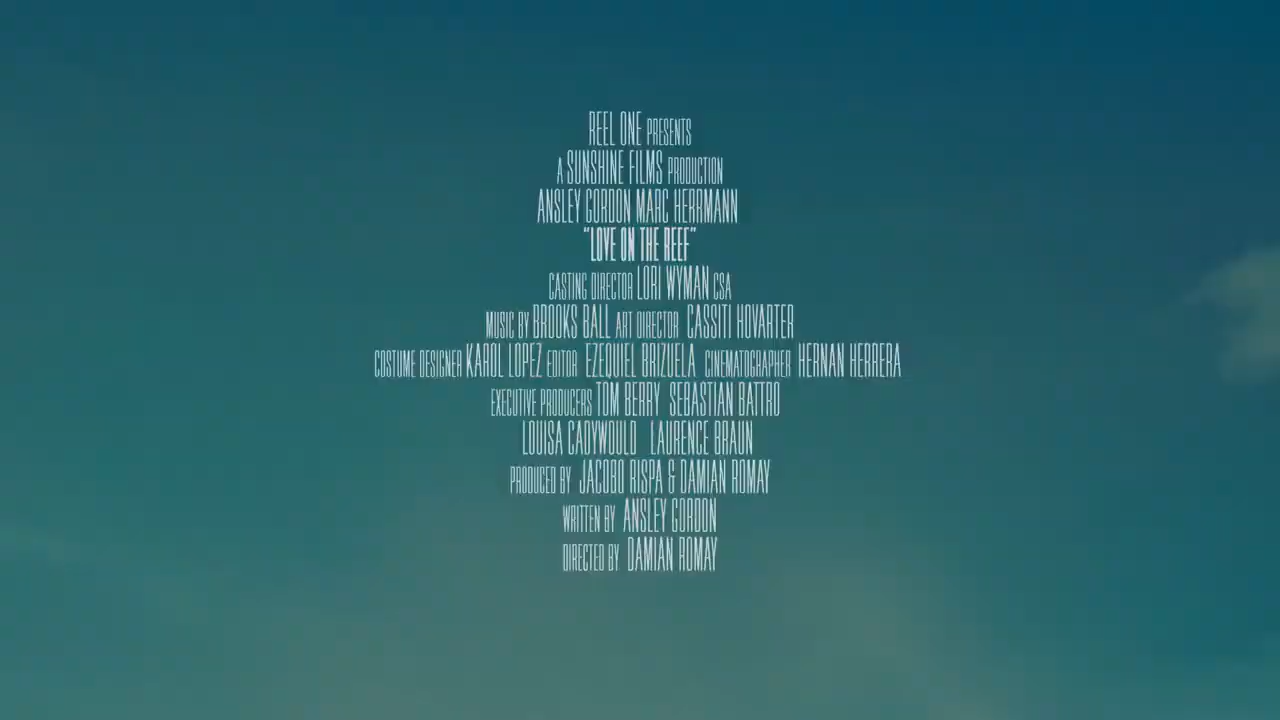 REEL ONE PRESENTS
A SUNSHINE FILMS PRODUCTION
ANSLEY GORDON MARC HERRMANN
"LOVE ON THE REEF"
CASTING DIRECTOR LORI WYMAN CSA
MUSIC BY BROOKS BALL ART DIRECTOR CASSITI HOVARTER
COSTUME DESIGNER KAROL LOPEZ EDITOR EZEQUIEL BRIZUELA CINEMATOGRAPHER HERNAN HERRERA
EXECUTIVE PRODUCERS TOM BERRY SEBASTIAN BATTRO
LOUISA CADYWOULD LAURENCE BRAUN
PRODUCED BY JACOBO RISPA & DAMIAN ROMAY
WRITTEN BY ANSLEY GORDON
DIRECTED BY DAMIAN ROMAY